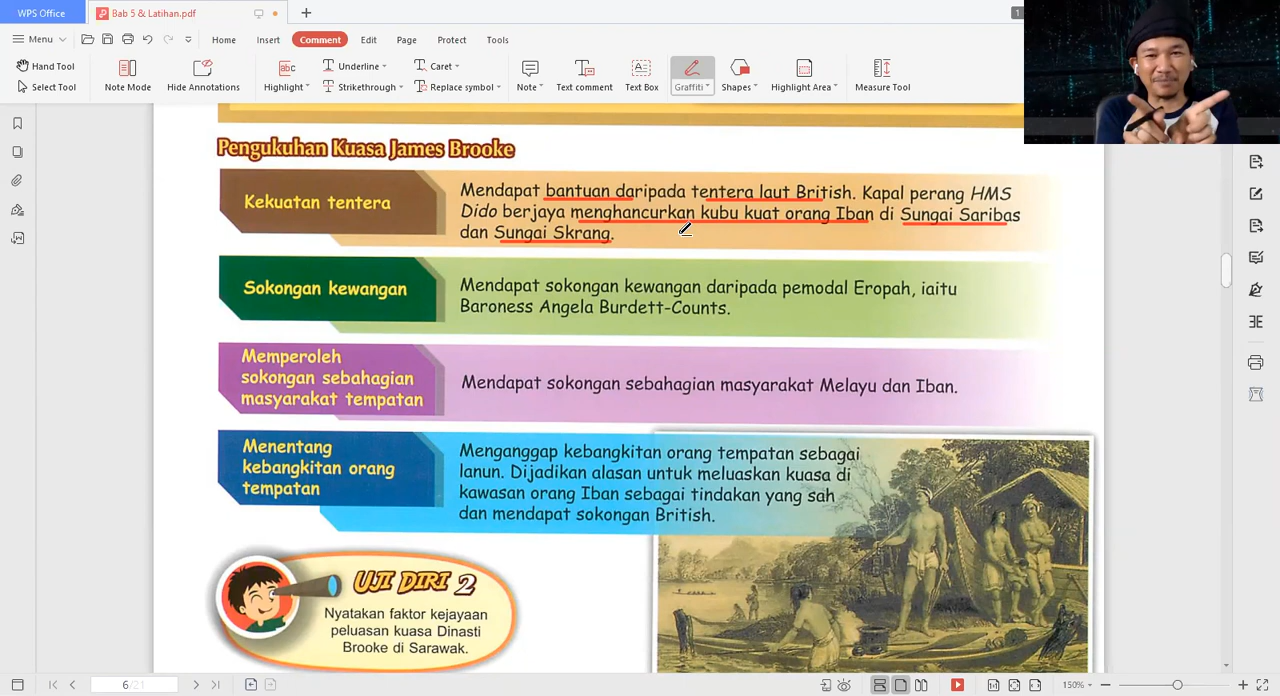 WPS Office
Bab 5 & Latihan.pdf
1
Menu
Home
Insert
Comment
Edit
Page
Protect
Tools
Hand Tool
Select Tool
Note Mode
Hide Annotations
Highlight
Underline
Strikethrough
Caret
Replace symbol
Note
Text comment
Text Box
Graffiti
Shapes
Highlight Area
Measure Tool
Pengukuhan Kuasa James Brooke
Kekuatan tentera
Mendapat bantuan daripada tentera laut British. Kapal perang HMS
Dido berjaya menghancurkan kubu kuat orang Iban di Sungai Saribas
dan Sungai Skrang.
Sokongan kewangan
Mendapat sokongan kewangan daripada pemodal Eropah, iaitu
Baroness Angela Burdett-Counts.
Memperoleh
sokongan sebahagian
masyarakat tempatan
Mendapat sokongan sebahagian masyarakat Melayu dan Iban.
Menentang
kebangkitan orang
tempatan
Menganggap kebangkitan orang tempatan sebagai
lanun. Dijadikan alasan untuk meluaskan kuasa di
kawasan orang Iban sebagai tindakan yang sah
dan mendapat sokongan British.
UJI DIRI 2
Nyatakan faktor kejayaan
peluasan kuasa Dinasti
Brooke di Sarawak.
6/21
150%